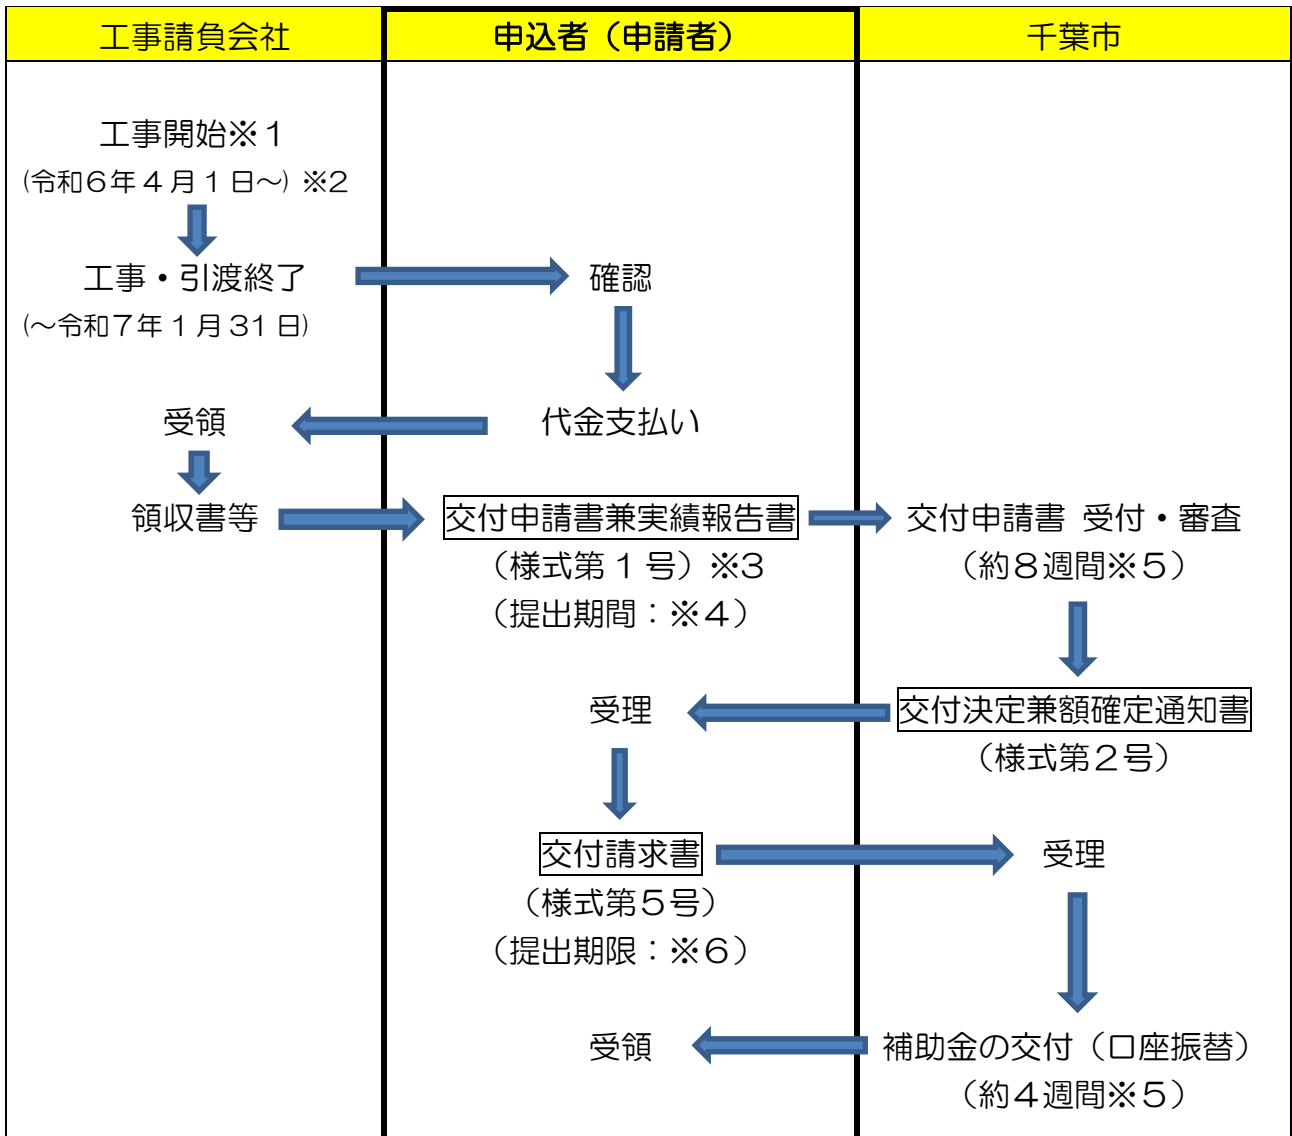 工事請負会社
申込者（申請者）
千葉市
工事開始※１
(令和６年４月１日～) ※2
工事・引渡終了
確認
(～令和７年１月31日)
受領
代金支払い
領収書等
交付申請書兼実績報告書
交付申請書 受付・審査
（様式第１号）※3
（約８週間※５）
（提出期間：※４）
受理
交付決定兼額確定通知書
（様式第２号）
交付請求書
受理
（様式第５号）
（提出期限：※６）
受領
補助金の交付（口座振替）
（約４週間※５）